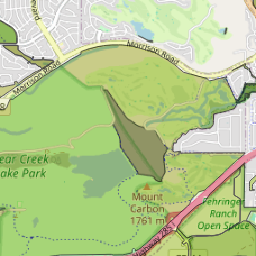 Morrison Road
Morrison Road
ear Creek
ake Park
Mount
Carbon
1761 m
Fehringer
Ranch
Open Space